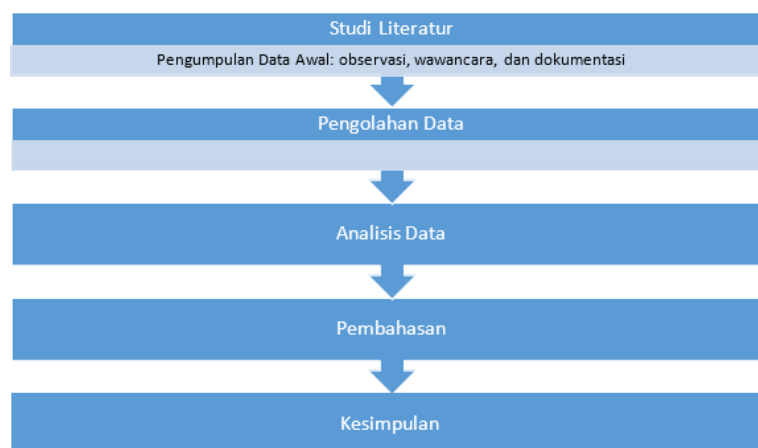 Studi Literatur
Pengumpulan Data Awal: observasi, wawancara, dan dokumentasi
Pengolahan Data
Analisis Data
Pembahasan
Kesimpulan